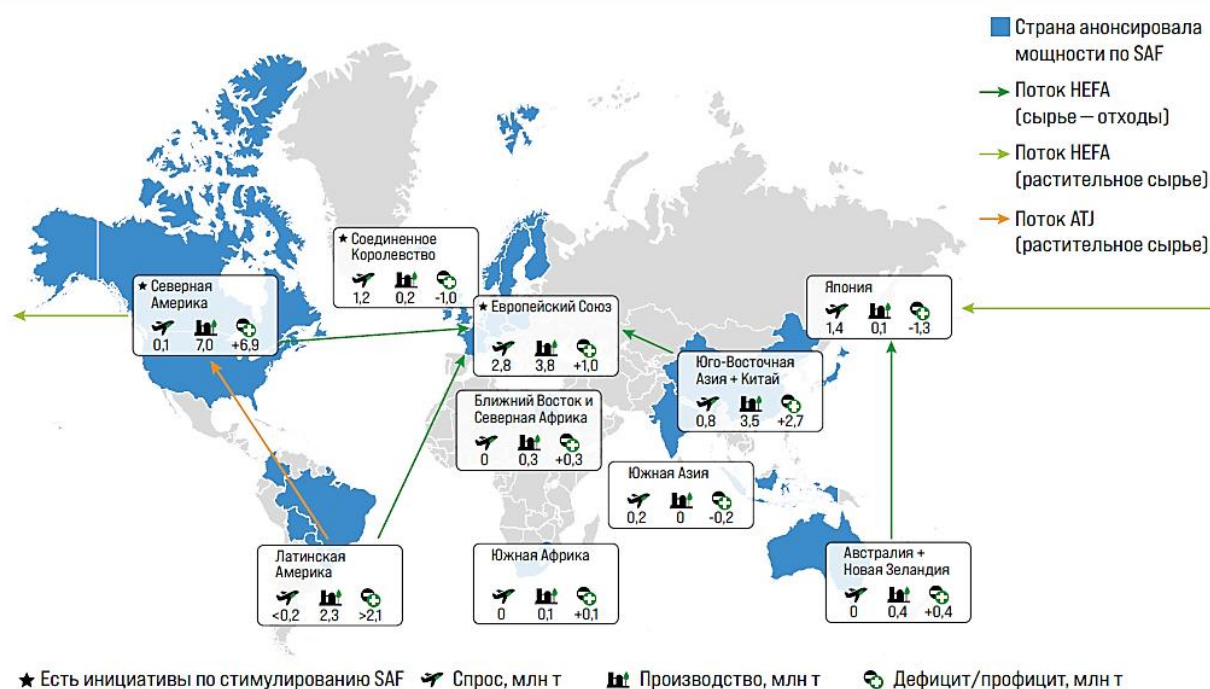 Страна анонсировала
мощности по SAF
Поток HEFA
(сырье — отходы)
Поток HEFA
(растительное сырье)
Поток ATJ
(растительное сырье)
★ Соединенное
Королевство
1,2 0,2 -1,0
★ Северная
Америка
0,1 7,0 +6,9
★ Европейский Союз
2,8 3,8 +1,0
Япония
1,4 0,1 -1,3
Юго-Восточная
Азия + Китай
0,8 3,5 +2,7
Ближний Восток и
Северная Африка
0 0,3 +0,3
Южная Азия
0,2 0 -0,2
Латинская
Америка
<0,2 2,3 >2,1
Южная Африка
0 0,1 +0,1
Австралия +
Новая Зеландия
0 0,4 +0,4
★ Есть инициативы по стимулированию SAF Спрос, млн т Производство, млн т Дефицит/профицит, млн т